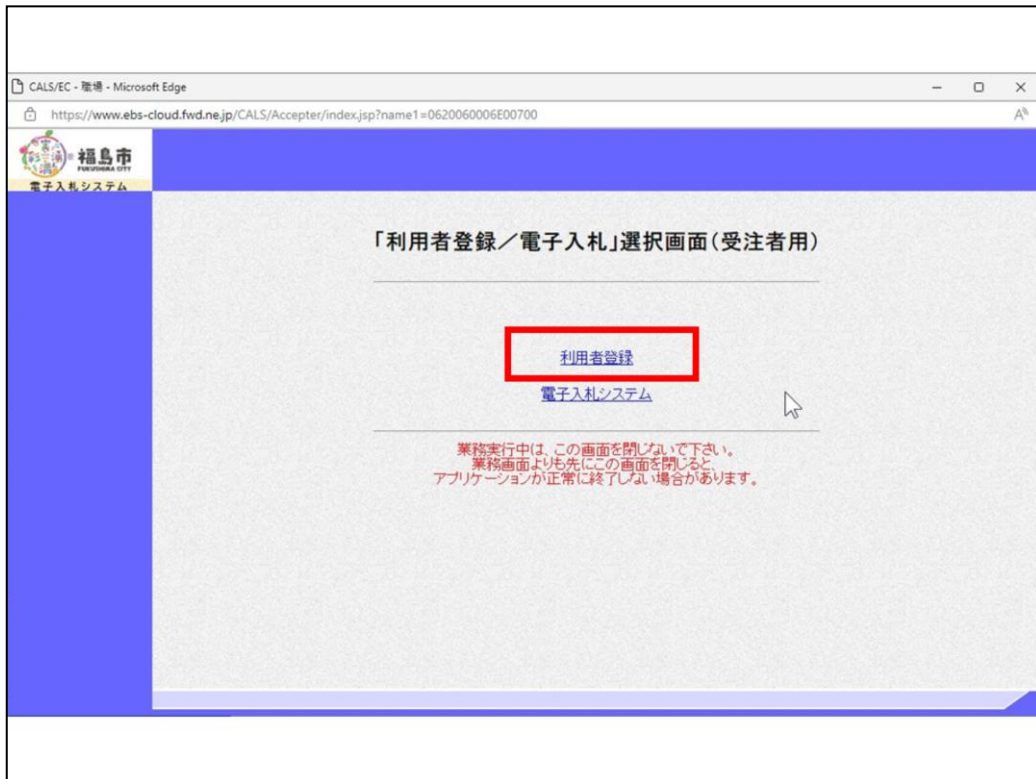 CALS/EC - 職場 - Microsoft Edge
https://www.ebs-cloud.fwd.ne.jp/CALS/Accepter/index.jsp?name1=0620060006E00700
福島市
FUKUSHIMA CITY
電子入札システム
「利用者登録／電子入札」選択画面（受注者用）
利用者登録
電子入札システム
業務実行中は、この画面を閉じないで下さい。
業務画面よりも先にこの画面を閉じると、
アプリケーションが正常に終了しない場合があります。